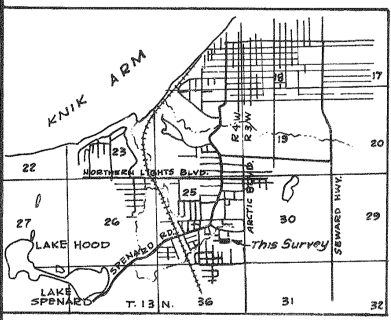 KNIK ARM
18
17
R4W
R3W
19
20
22
23
NORTHERN LIGHTS BLVD.
25
ARCTIC BLVD.
30
29
SEWARD HWY.
27
26
SPENARD RD.
This Survey
LAKE HOOD
LAKE
SPENARD
T. 13 N.
36
31
32